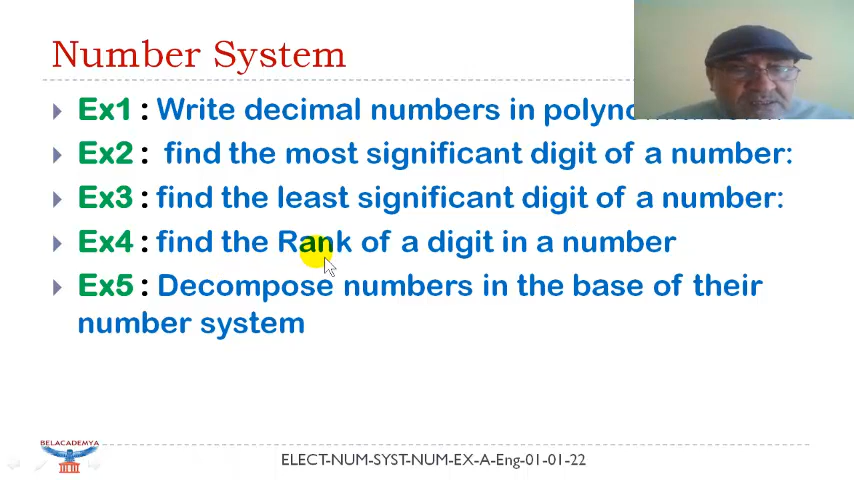 Number System
Ex1 : Write decimal numbers in
Ex2 : find the most significant digit of a number:
Ex3 : find the least significant digit of a number:
Ex4 : find the Rank of a digit in a number
Ex5 : Decompose numbers in the base of their
number system
BELACADEMYA
ELECT-NUM-SYST-NUM-EX-A-Eng-01-01-22